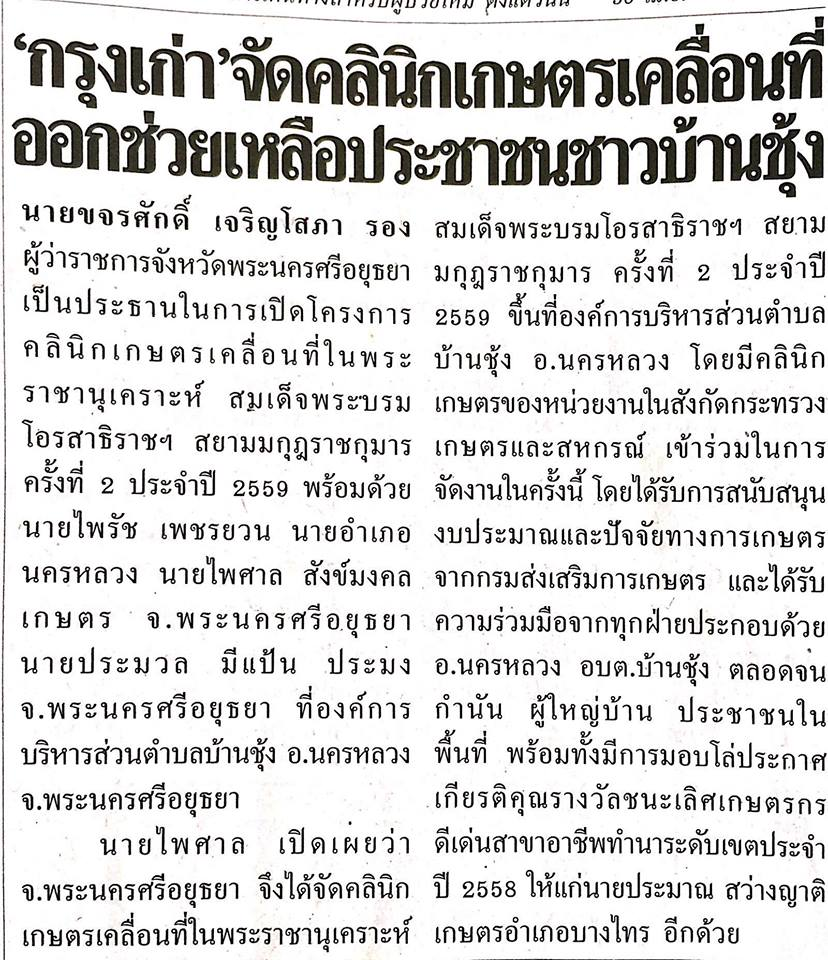 'กรุงเก่า'จัดคลินิกเกษตรเคลื่อนที่
ออกช่วยเหลือประชาชนชาวบ้านชุ้ง
นายขจรศักดิ์ เจริญโสภา รอง
ผู้ว่าราชการจังหวัดพระนครศรีอยุธยา
เป็นประธานในการเปิดโครงการ
คลินิกเกษตรเคลื่อนที่ในพระ
ราชานุเคราะห์ สมเด็จพระบรม
โอรสาธิราชฯ สยามมกุฎราชกุมาร
ครั้งที่ 2 ประจำปี 2559 พร้อมด้วย
นายไพรัช เพชรยวน นายอำเภอ
นครหลวง นายไพศาล สังข์มงคล
เกษตร จ.พระนครศรีอยุธยา
นายประมวล มีแป้น ประมง
จ.พระนครศรีอยุธยา ที่องค์การ
บริหารส่วนตำบลบ้านชุ้ง อ.นครหลวง
จ.พระนครศรีอยุธยา
นายไพศาล เปิดเผยว่า
จ.พระนครศรีอยุธยา จึงได้จัดคลินิก
เกษตรเคลื่อนที่ในพระราชานุเคราะห์
สมเด็จพระบรมโอรสาธิราชฯ สยาม
มกุฎราชกุมาร ครั้งที่ 2 ประจำปี
2559 ขึ้นที่องค์การบริหารส่วนตำบล
บ้านชุ้ง อ.นครหลวง โดยมีคลินิก
เกษตรของหน่วยงานในสังกัดกระทรวง
เกษตรและสหกรณ์ เข้าร่วมในการ
จัดงานในครั้งนี้ โดยได้รับการสนับสนุน
งบประมาณและปัจจัยทางการเกษตร
จากกรมส่งเสริมการเกษตร และได้รับ
ความร่วมมือจากทุกฝ่ายประกอบด้วย
อ.นครหลวง อบต.บ้านชุ้ง ตลอดจน
กำนัน ผู้ใหญ่บ้าน ประชาชนใน
พื้นที่ พร้อมทั้งมีการมอบโล่ประกาศ
เกียรติคุณรางวัลชนะเลิศเกษตรกร
ดีเด่นสาขาอาชีพทำนาระดับเขตประจำ
ปี 2558 ให้แก่นายประมาณ สว่างญาติ
เกษตรอำเภอบางไทร อีกด้วย